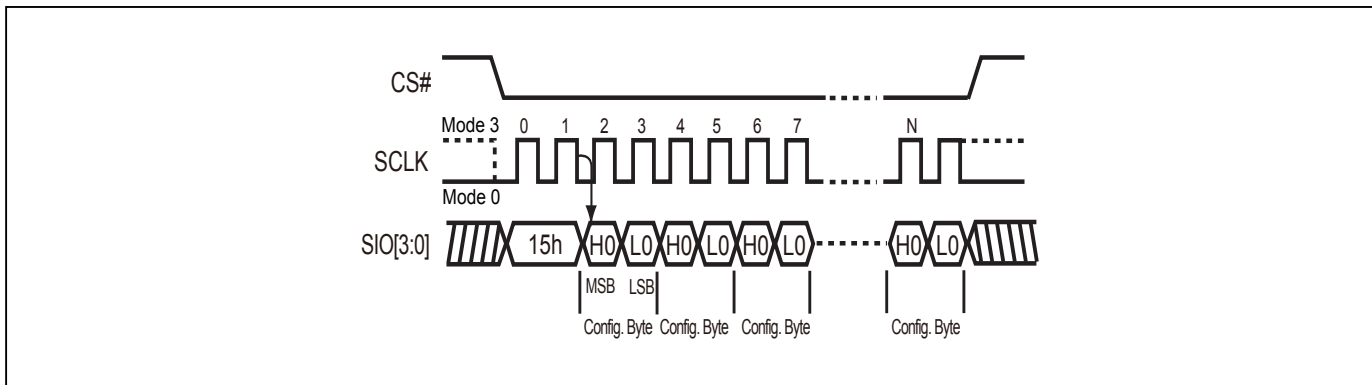 CS#
Mode 3 0 1 2 3 4 5 6 7 N
SCLK
Mode 0
SIO[3:0] 15h H0 L0 H0 L0 H0 L0 H0 L0
MSB LSB
Config. Byte Config. Byte Config. Byte Config. Byte